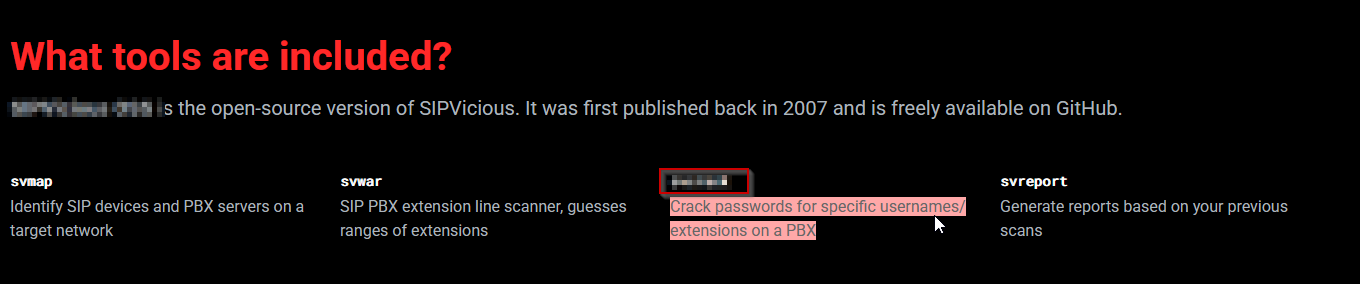 What tools are included?
is the open-source version of SIPVicious. It was first published back in 2007 and is freely available on GitHub.
svmap
Identify SIP devices and PBX servers on a
target network
svwar
SIP PBX extension line scanner, guesses
ranges of extensions
Crack passwords for specific usernames/
extensions on a PBX
svreport
Generate reports based on your previous
scans